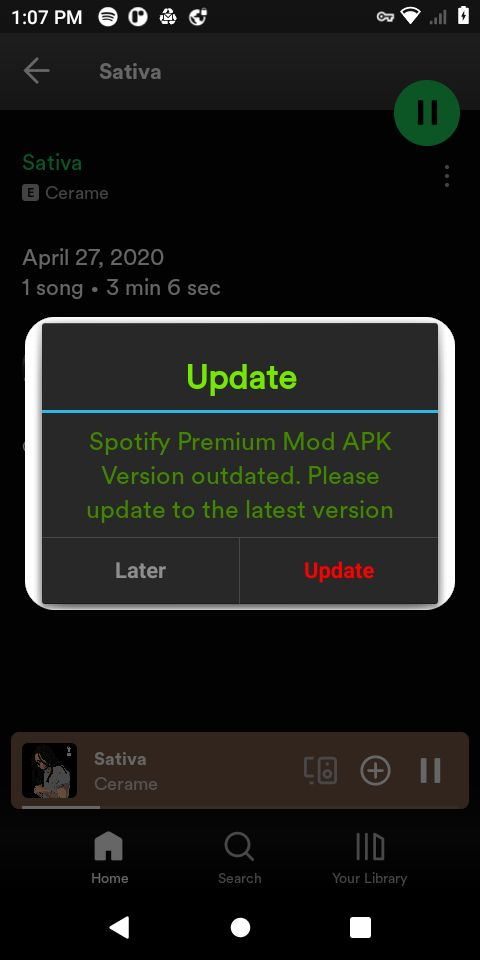 1:07 PM
Sativa
Sativa
E Cerame
April 27, 2020
1 song • 3 min 6 sec
Update
Spotify Premium Mod APK
Version outdated. Please
update to the latest version
Later
Update
Sativa
Cerame
Home
Search
Your Library